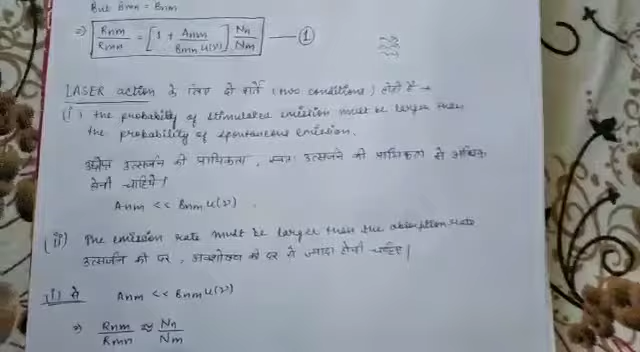 But Bmn = Bnm
⇒ Rnm/Rmn = [1 + Anm/Bnm u(ν)] Nn/Nm —— ①
LASER action के लिए दो शर्ते (two conditions) होती है →
(i) the probability of stimulated emission must be larger than
the probability of spontaneous emission.
उद्दीप्त उत्सर्जन की प्रायिकता, स्वतः उत्सर्जन की प्रायिकता से अधिक
होनी चाहिये।
Anm << Bnm u(ν)
(ii) The emission rate must be larger than the absorption rate
उत्सर्जन की दर, अवशोषण की दर से ज्यादा होनी चाहिए।
(i) से Anm << Bnm u(ν)
⇒ Rnm/Rmn ≈ Nn/Nm